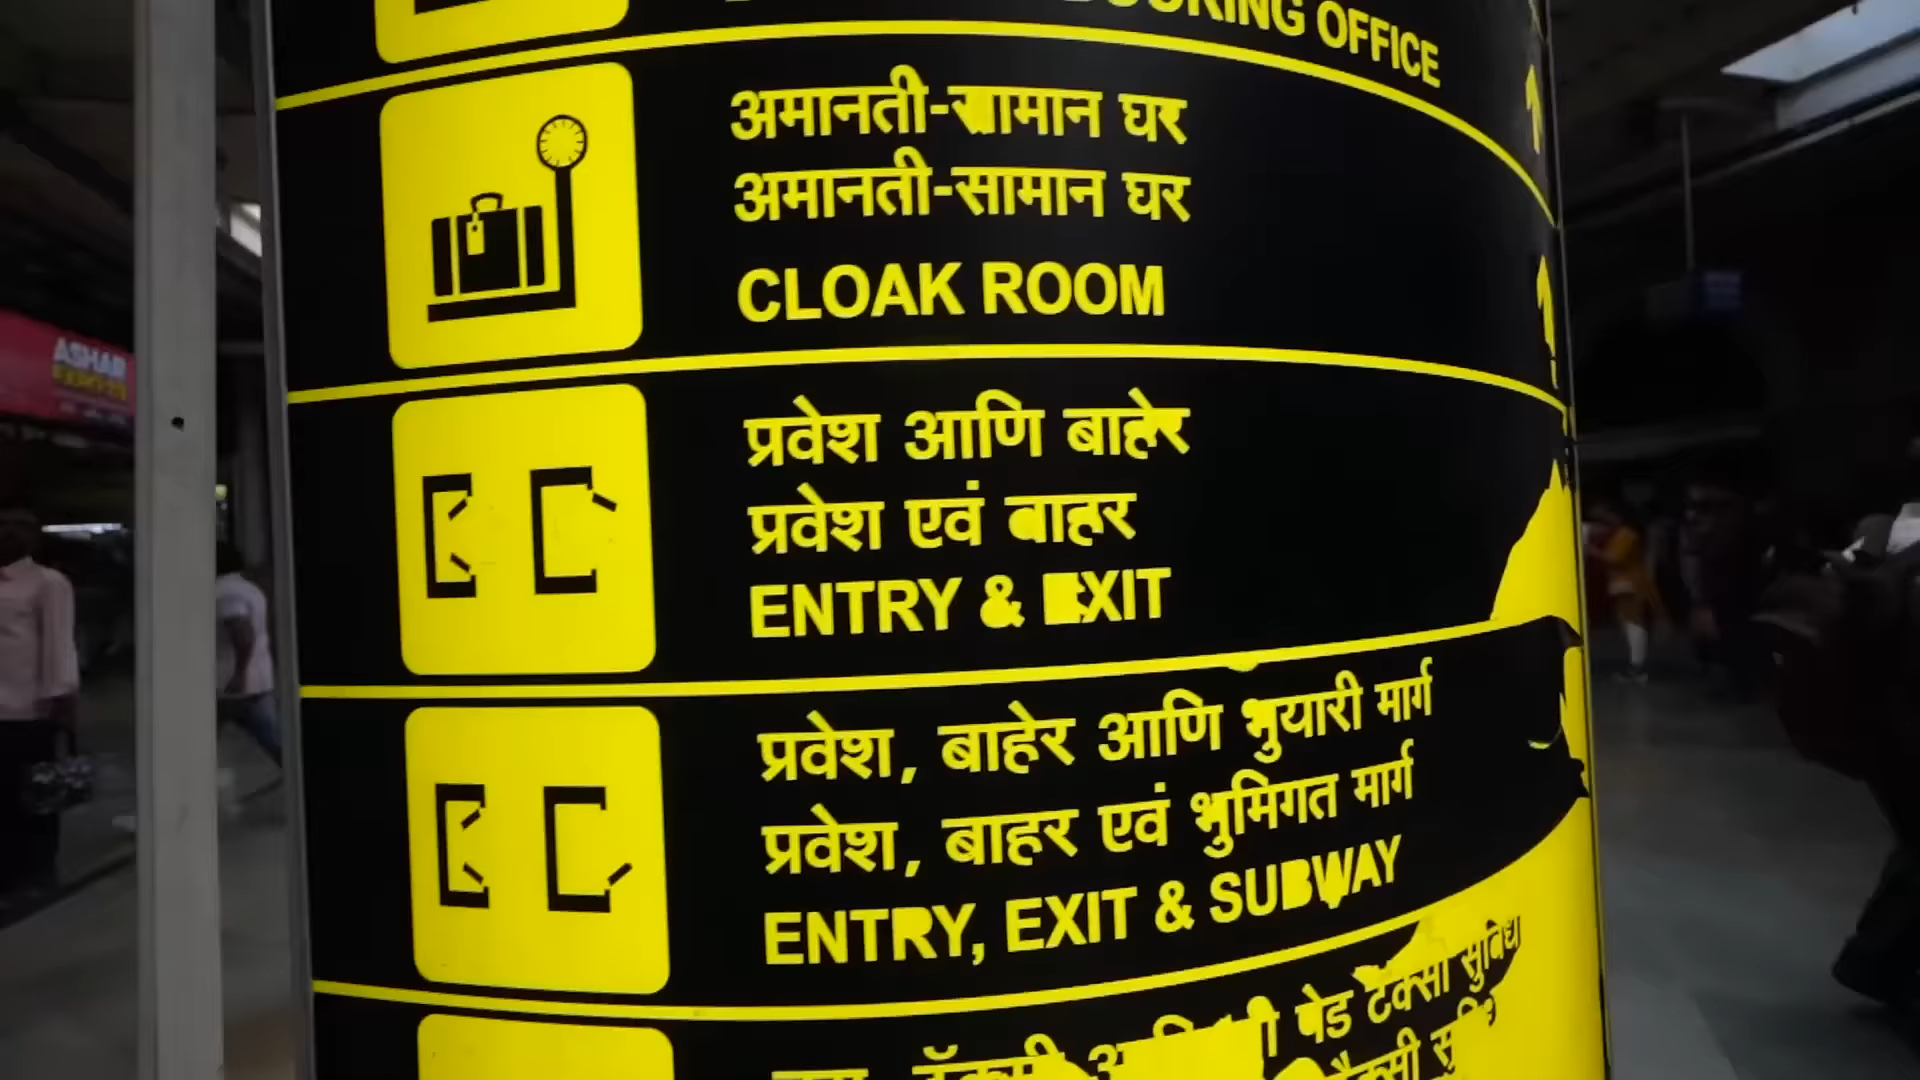 BOOKING OFFICE
अमानती-सामान घर
अमानती-सामान घर
CLOAK ROOM
प्रवेश आणि बाहेर
प्रवेश एवं बाहर
ENTRY & EXIT
प्रवेश, बाहेर आणि भुयारी मार्ग
प्रवेश, बाहर एवं भुमिगत मार्ग
ENTRY, EXIT & SUBWAY
पेड टॅक्सी सुविध
टैक्सी
ASHAR